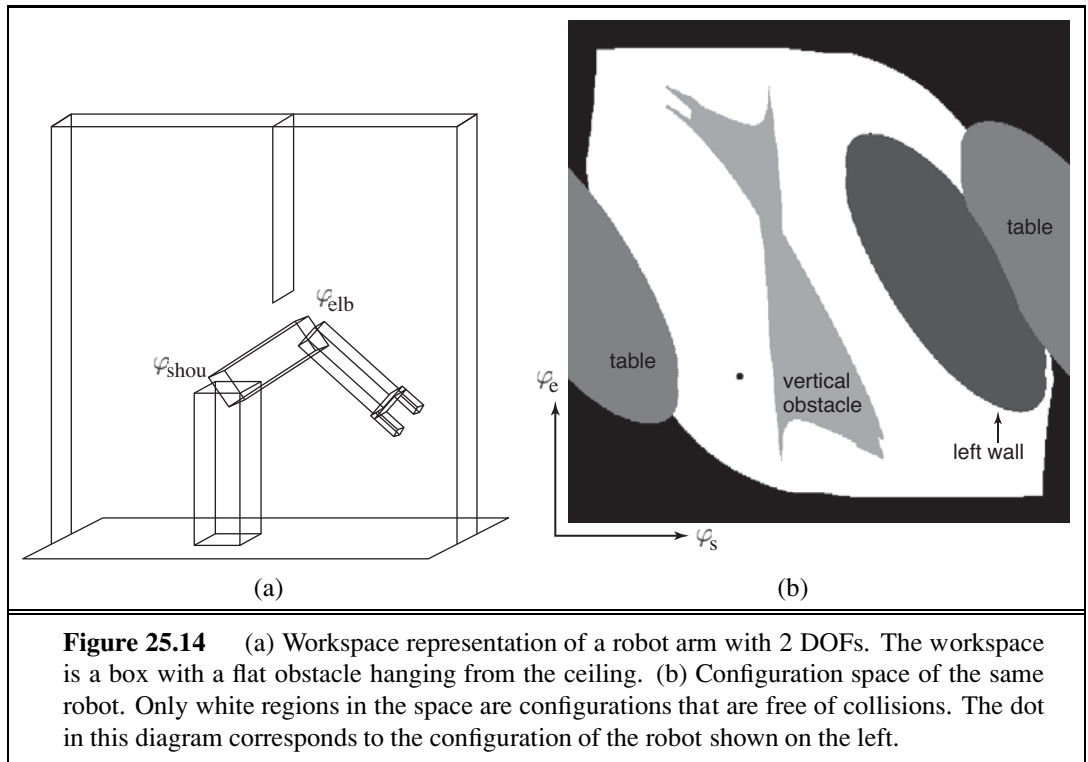 φelb
φshou
(a)
table
table
vertical
obstacle
left wall
φe
φs
(b)
Figure 25.14 (a) Workspace representation of a robot arm with 2 DOFs. The workspace
is a box with a flat obstacle hanging from the ceiling. (b) Configuration space of the same
robot. Only white regions in the space are configurations that are free of collisions. The dot
in this diagram corresponds to the configuration of the robot shown on the left.